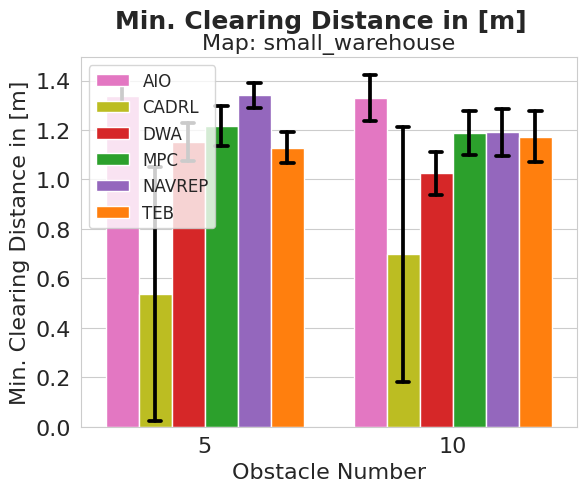 Min. Clearing Distance in [m]
Map: small_warehouse
Min. Clearing Distance in [m]
1.4
1.2
1.0
0.8
0.6
0.4
0.2
0.0
AIO
CADRL
DWA
MPC
NAVREP
TEB
5
10
Obstacle Number